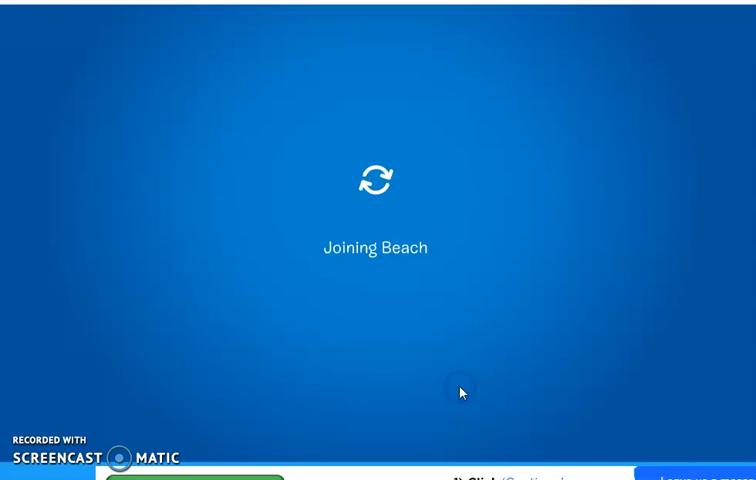 Joining Beach
RECORDED WITH
SCREENCAST MATIC
1) Click